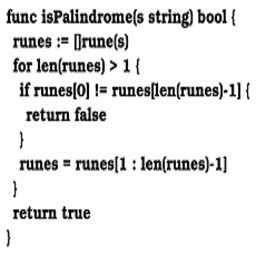 func isPalindrome(s string) bool {
  runes := []rune(s)
  for len(runes) > 1 {
    if runes[0] != runes[len(runes)-1] {
      return false
    }
    runes = runes[1 : len(runes)-1]
  }
  return true
}